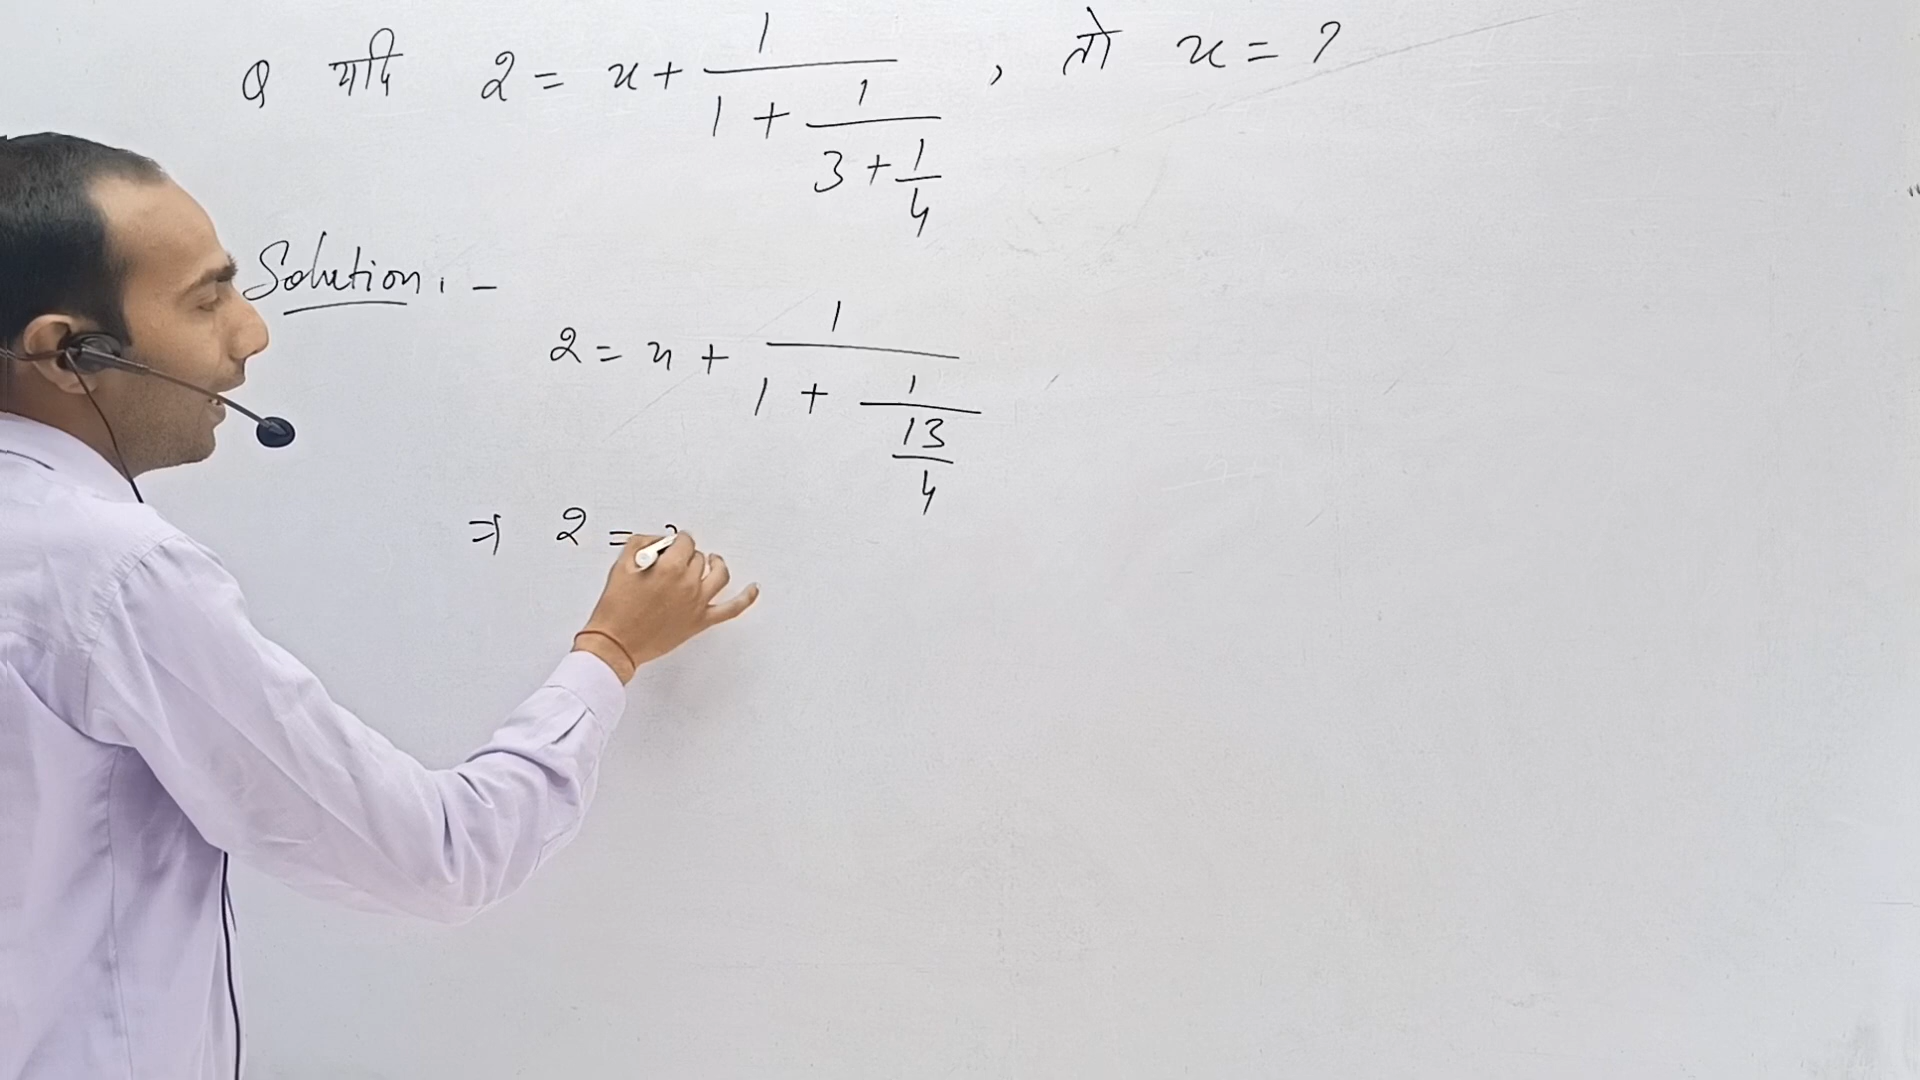 Q यदि 2 = x + 1/(1 + 1/(3 + 1/4)) , तो x = ?
Solution :-
2 = x + 1/(1 + 1/(13/4))
⇒ 2 =